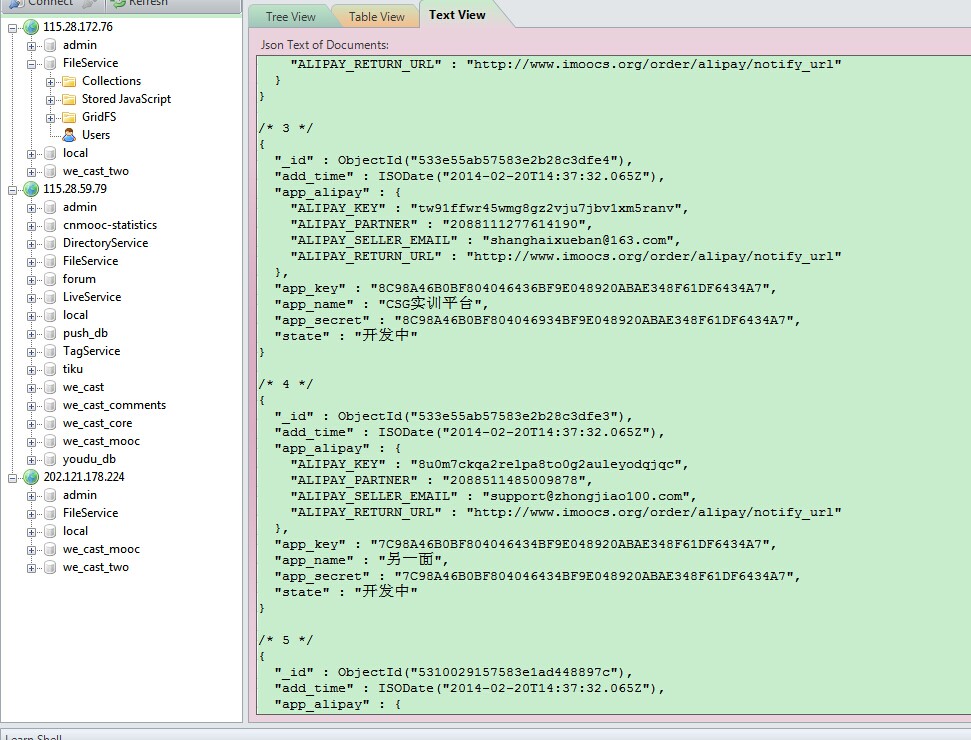 Connect
Refresh
115.28.172.76
admin
FileService
Collections
Stored JavaScript
GridFS
Users
local
we_cast_two
115.28.59.79
admin
cnmooc-statistics
DirectoryService
FileService
forum
LiveService
local
push_db
TagService
tiku
we_cast
we_cast_comments
we_cast_core
we_cast_mooc
youdu_db
202.121.178.224
admin
FileService
local
we_cast_mooc
we_cast_two
Tree View
Table View
Text View
Json Text of Documents:
"ALIPAY_RETURN_URL" : "http://www.imoocs.org/order/alipay/notify_url"
}
}
/* 3 */
{
"_id" : ObjectId("533e55ab57583e2b28c3dfe4"),
"add_time" : ISODate("2014-02-20T14:37:32.065Z"),
"app_alipay" : {
"ALIPAY_KEY" : "tw91ffwr45wmg8gz2vju7jbv1xm5ranv",
"ALIPAY_PARTNER" : "2088111277614190",
"ALIPAY_SELLER_EMAIL" : "shanghaixueban@163.com",
"ALIPAY_RETURN_URL" : "http://www.imoocs.org/order/alipay/notify_url"
},
"app_key" : "8C98A46B0BF804046436BF9E048920ABAE348F61DF6434A7",
"app_name" : "CSG实训平台",
"app_secret" : "8C98A46B0BF804046934BF9E048920ABAE348F61DF6434A7",
"state" : "开发中"
}
/* 4 */
{
"_id" : ObjectId("533e55ab57583e2b28c3dfe3"),
"add_time" : ISODate("2014-02-20T14:37:32.065Z"),
"app_alipay" : {
"ALIPAY_KEY" : "8u0m7ckqa2relpa8to0g2auleyodqjqc",
"ALIPAY_PARTNER" : "2088511485009878",
"ALIPAY_SELLER_EMAIL" : "support@zhongjiao100.com",
"ALIPAY_RETURN_URL" : "http://www.imoocs.org/order/alipay/notify_url"
},
"app_key" : "7C98A46B0BF804046434BF9E048920ABAE348F61DF6434A7",
"app_name" : "另一面",
"app_secret" : "7C98A46B0BF804046434BF9E048920ABAE348F61DF6434A7",
"state" : "开发中"
}
/* 5 */
{
"_id" : ObjectId("5310029157583e1ad448897c"),
"add_time" : ISODate("2014-02-20T14:37:32.065Z"),
"app_alipay" : {
Learn Shell